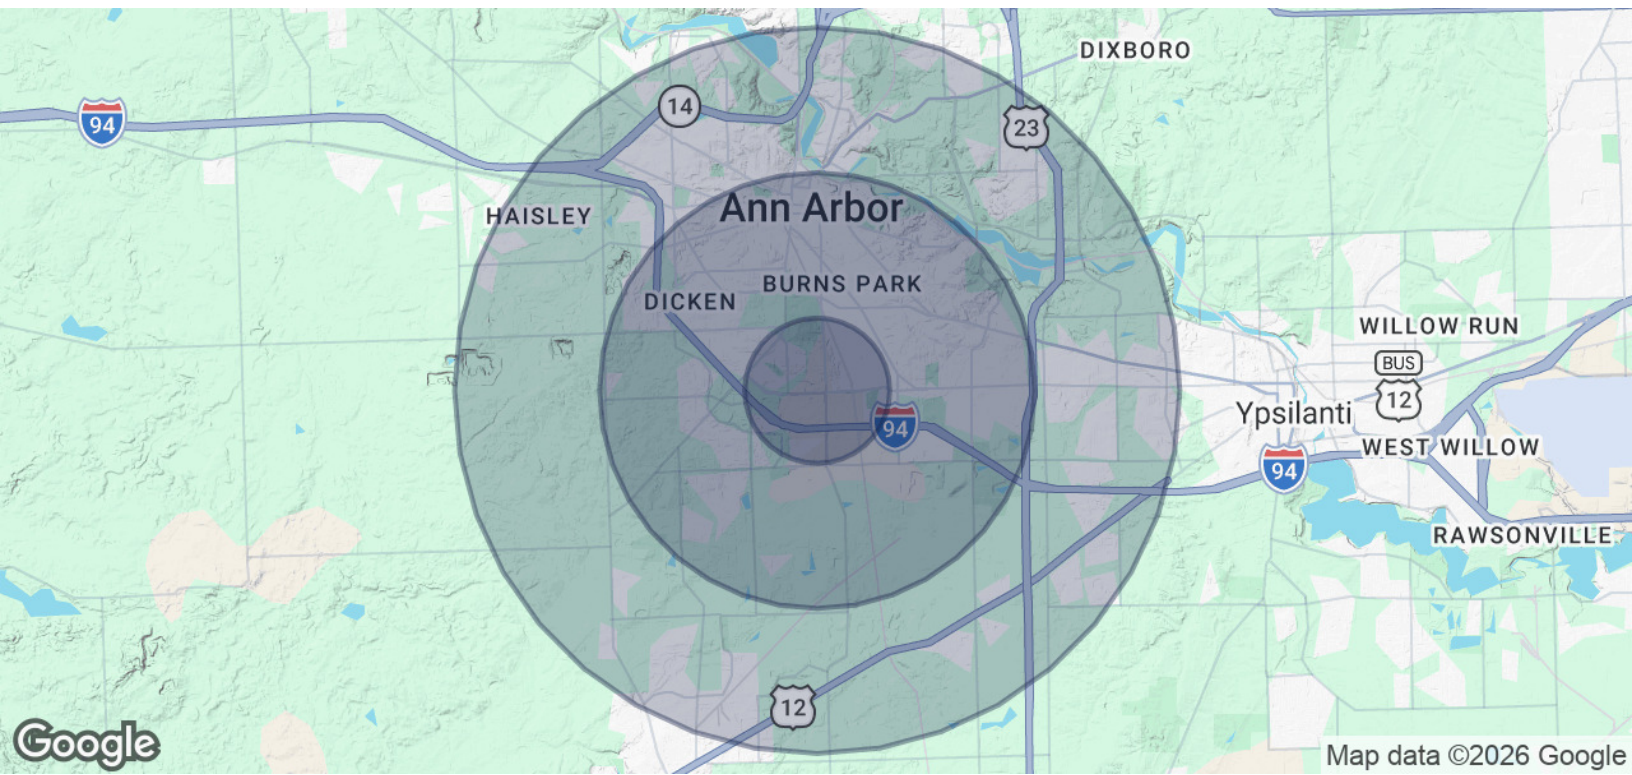 DIXBORO
14
94
23
Ann Arbor
HAISLEY
BURNS PARK
DICKEN
WILLOW RUN
BUS
12
Ypsilanti
94
WEST WILLOW
94
RAWSONVILLE
12
Google
Map data ©2026 Google